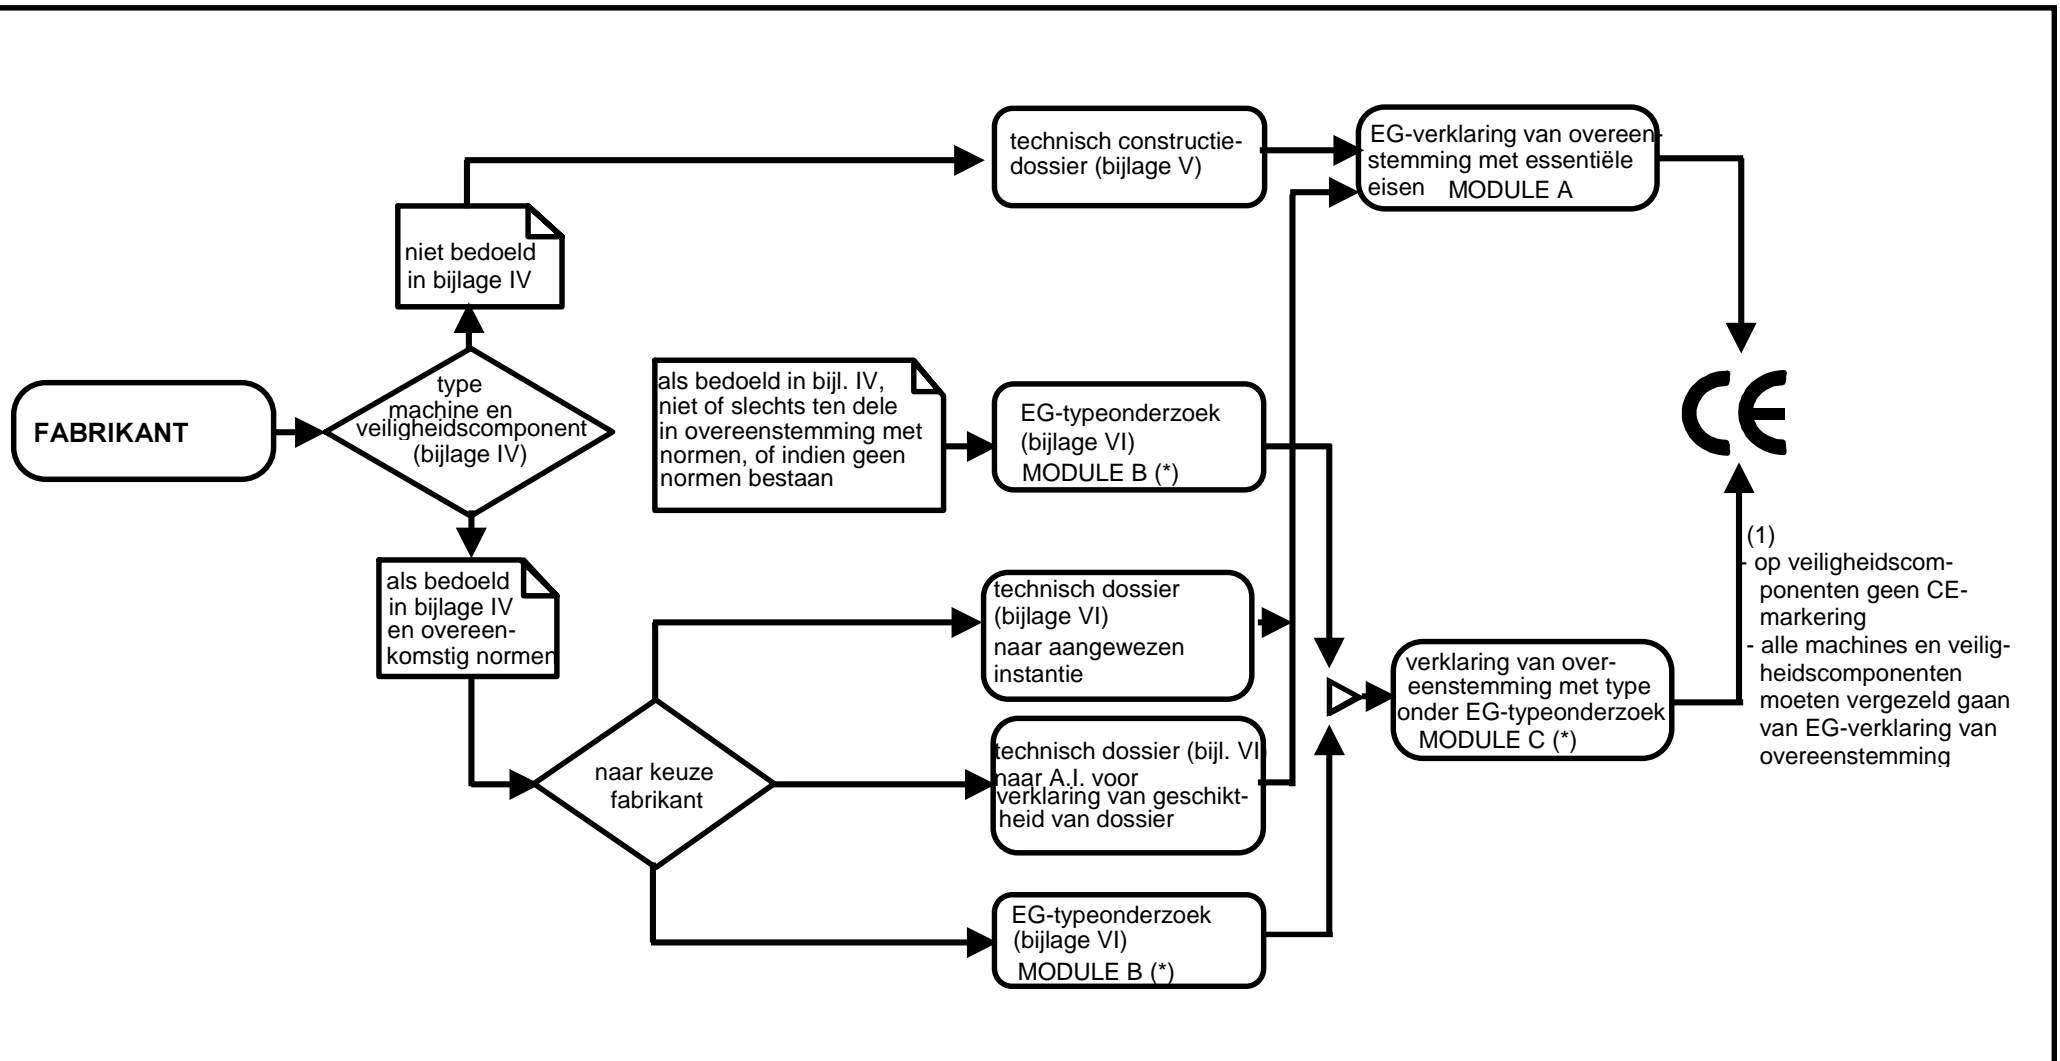 technisch constructie-
dossier (bijlage V)
EG-verklaring van overeen-
stemming met essentiële
eisen MODULE A
niet bedoeld
in bijlage IV
FABRIKANT
type
machine en
veiligheidscomponent
(bijlage IV)
als bedoeld in bijl. IV,
niet of slechts ten dele
in overeenstemming met
normen, of indien geen
normen bestaan
EG-typeonderzoek
(bijlage VI)
MODULE B (*)
CE
als bedoeld
in bijlage IV
en overeen-
komstig normen
technisch dossier
(bijlage VI)
naar aangewezen
instantie
naar keuze
fabrikant
technisch dossier (bijl. VI)
naar A.I. voor
verklaring van geschikt-
heid van dossier
EG-typeonderzoek
(bijlage VI)
MODULE B (*)
verklaring van over-
eenstemming met type
onder EG-typeonderzoek
MODULE C (*)
(1)
- op veiligheidscom-
ponenten geen CE-
markering
- alle machines en veilig-
heidscomponenten
moeten vergezeld gaan
van EG-verklaring van
overeenstemming